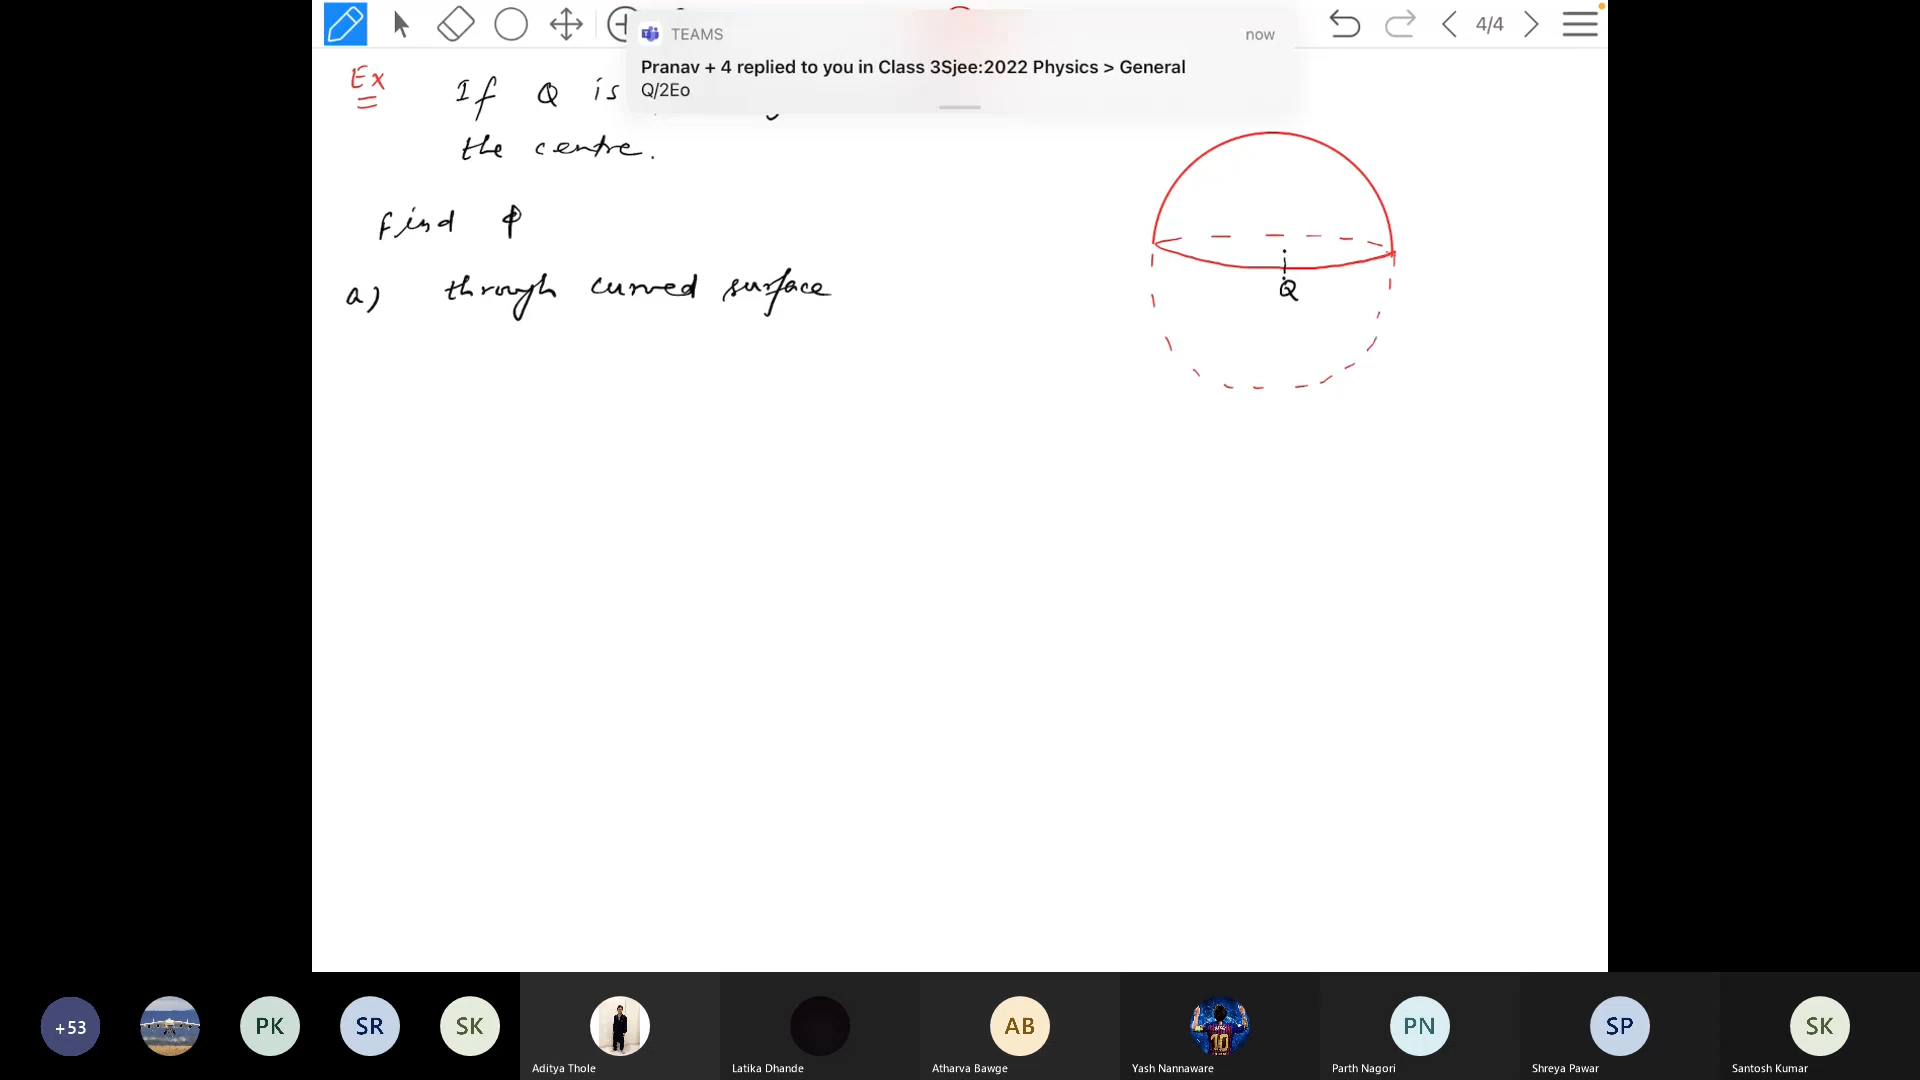 4/4
TEAMS
now
Pranav + 4 replied to you in Class 3Sjee:2022 Physics > General
Q/2Eo
Ex
If Q is
the centre.
Find ϕ
a) through curved surface
Q
+53
PK
SR
SK
AB
10
PN
SP
SK
Aditya Thole
Latika Dhande
Atharva Bawge
Yash Nannaware
Parth Nagori
Shreya Pawar
Santosh Kumar